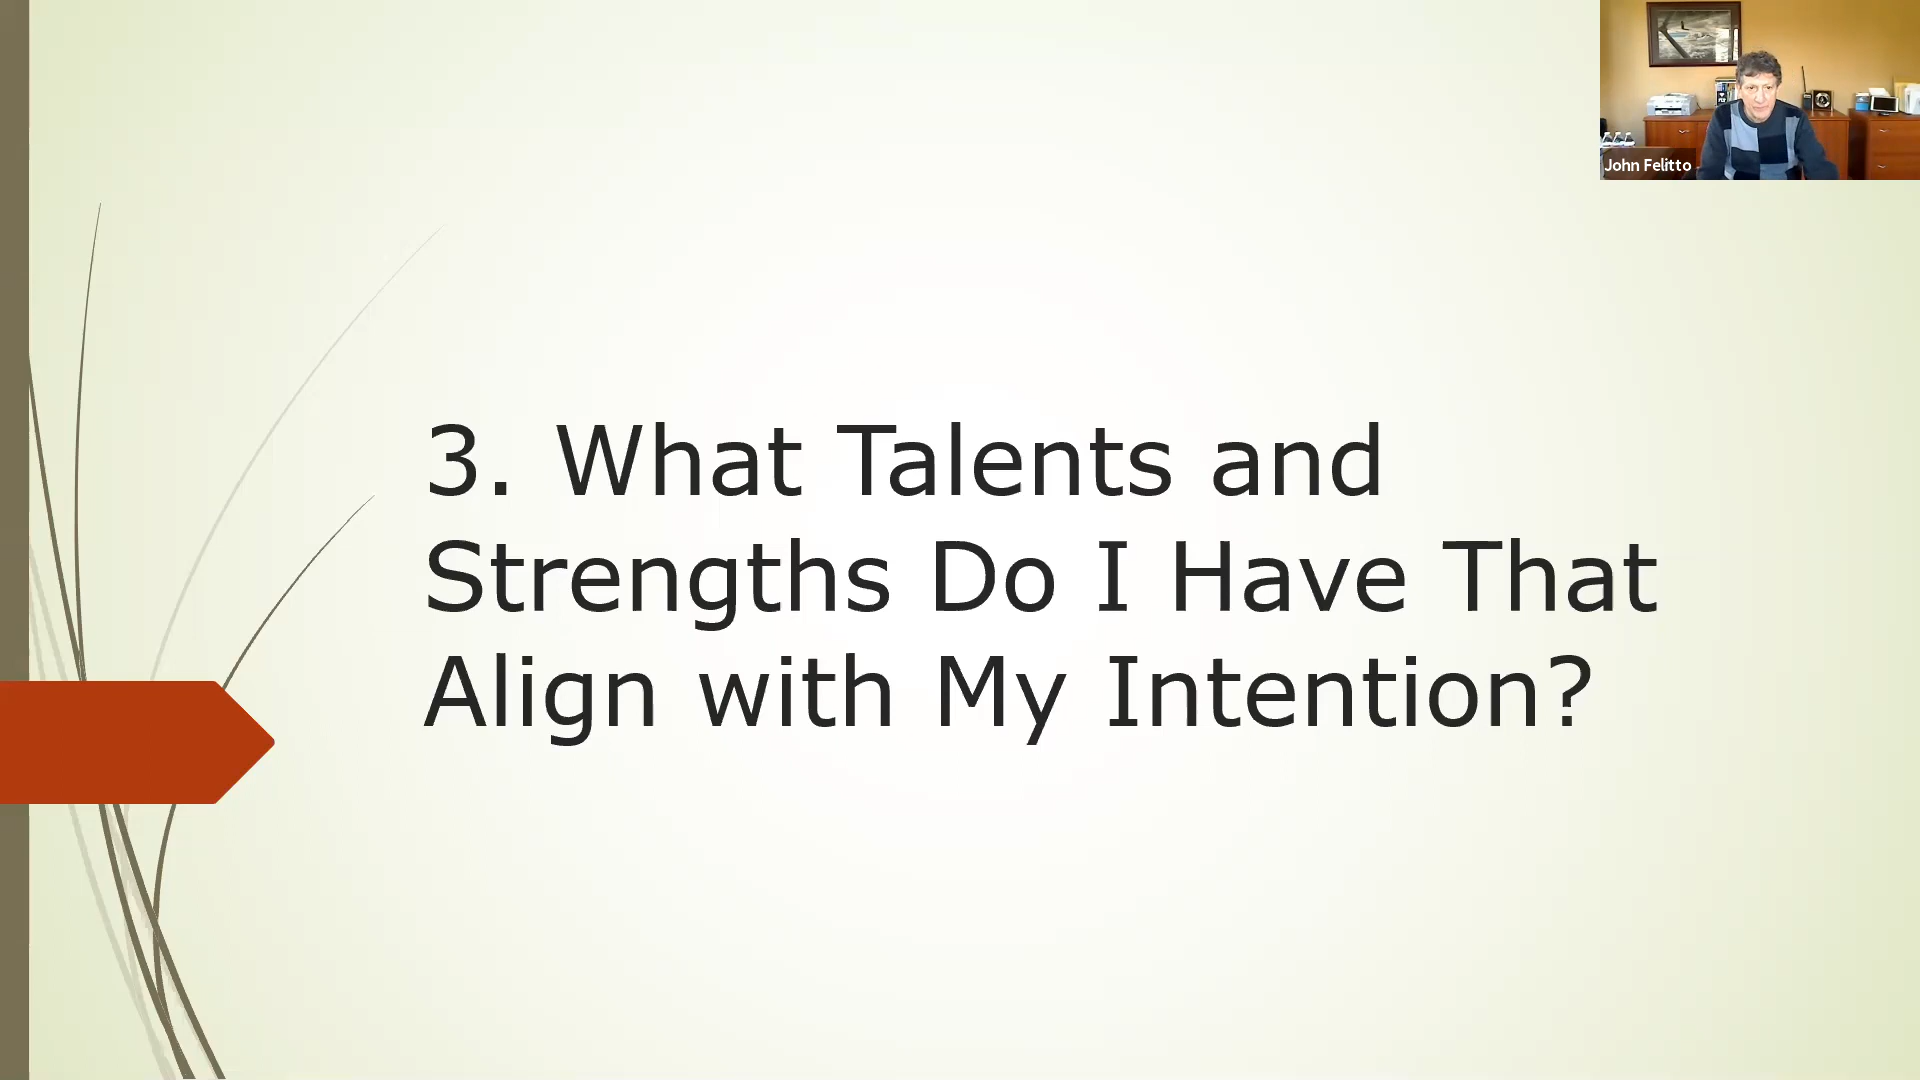 3. What Talents and
Strengths Do I Have That
Align with My Intention?
John Felitto